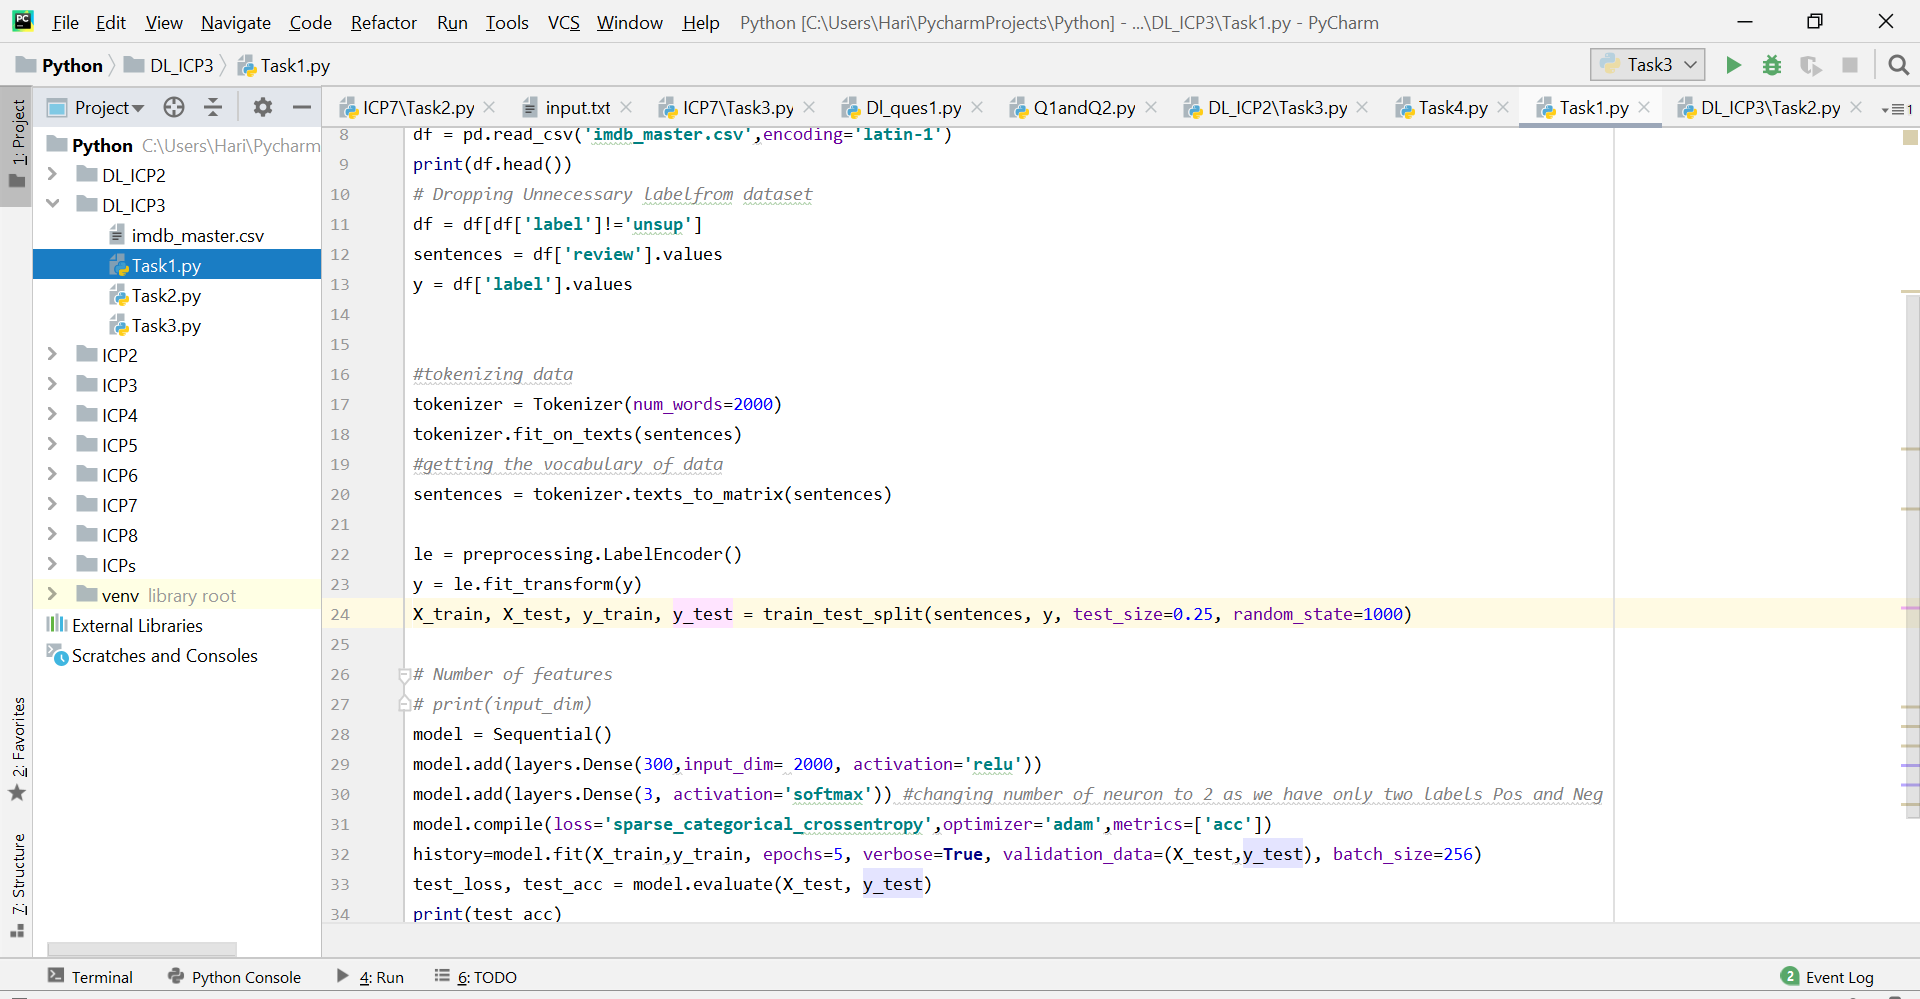 File Edit View Navigate Code Refactor Run Tools VCS Window Help Python [C:\Users\Hari\PycharmProjects\Python] - ...\DL_ICP3\Task1.py - PyCharm
Python DL_ICP3 Task1.py Task3
1: Project
Project
ICP7\Task2.py input.txt ICP7\Task3.py Dl_ques1.py Q1andQ2.py DL_ICP2\Task3.py Task4.py Task1.py DL_ICP3\Task2.py 1
Python C:\Users\Hari\Pycharm
DL_ICP2
DL_ICP3
imdb_master.csv
Task1.py
Task2.py
Task3.py
ICP2
ICP3
ICP4
ICP5
ICP6
ICP7
ICP8
ICPs
venv library root
External Libraries
Scratches and Consoles
2: Favorites
7: Structure
8 df = pd.read_csv('imdb_master.csv',encoding='latin-1')
9 print(df.head())
10 # Dropping Unnecessary labelfrom dataset
11 df = df[df['label']!='unsup']
12 sentences = df['review'].values
13 y = df['label'].values
14
15
16 #tokenizing data
17 tokenizer = Tokenizer(num_words=2000)
18 tokenizer.fit_on_texts(sentences)
19 #getting the vocabulary of data
20 sentences = tokenizer.texts_to_matrix(sentences)
21
22 le = preprocessing.LabelEncoder()
23 y = le.fit_transform(y)
24 X_train, X_test, y_train, y_test = train_test_split(sentences, y, test_size=0.25, random_state=1000)
25
26 # Number of features
27 # print(input_dim)
28 model = Sequential()
29 model.add(layers.Dense(300,input_dim= 2000, activation='relu'))
30 model.add(layers.Dense(3, activation='softmax')) #changing number of neuron to 2 as we have only two labels Pos and Neg
31 model.compile(loss='sparse_categorical_crossentropy',optimizer='adam',metrics=['acc'])
32 history=model.fit(X_train,y_train, epochs=5, verbose=True, validation_data=(X_test,y_test), batch_size=256)
33 test_loss, test_acc = model.evaluate(X_test, y_test)
34 print(test_acc)
Terminal Python Console 4: Run 6: TODO 2 Event Log